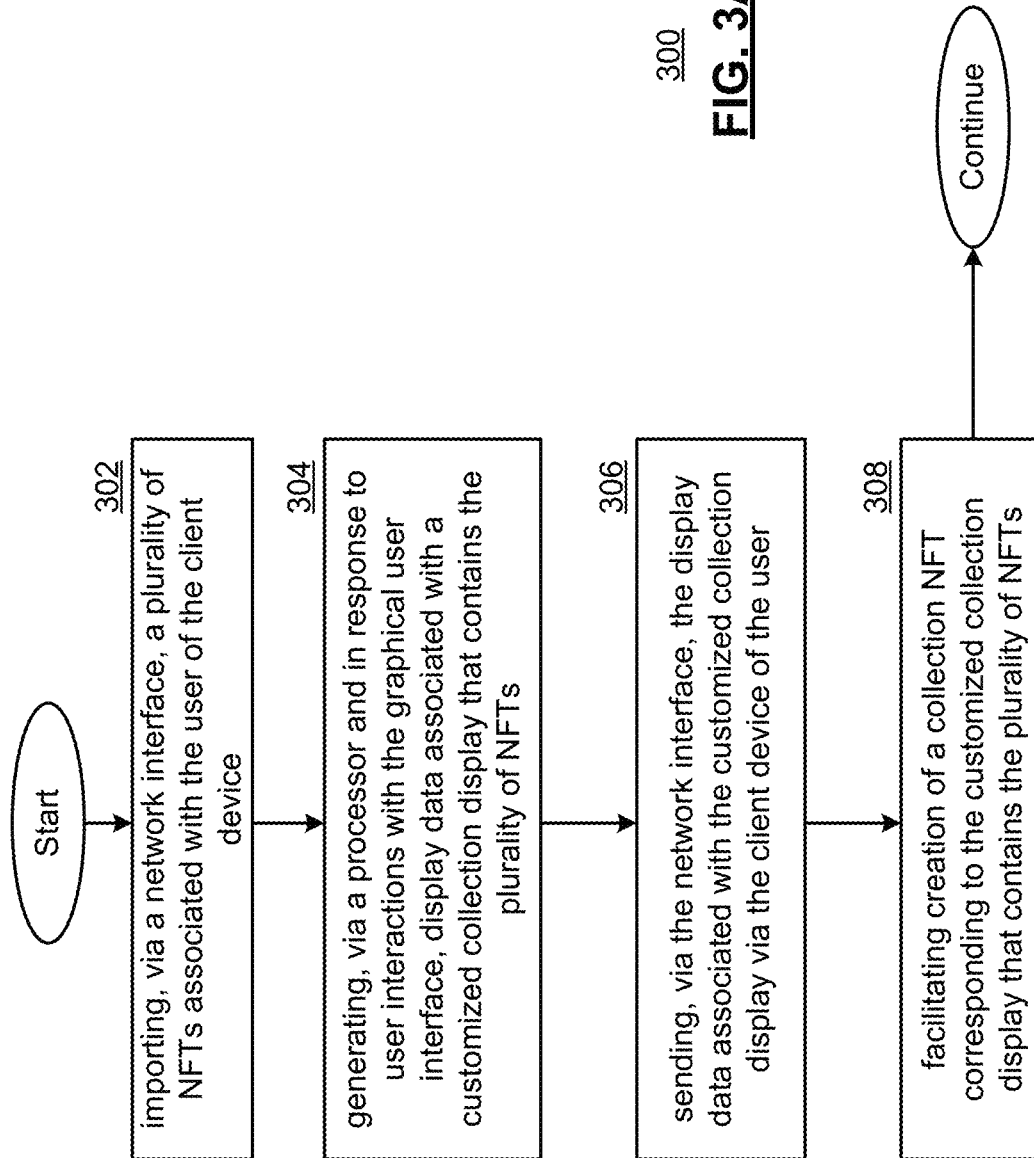 Start
302
importing, via a network interface, a plurality of
NFTs associated with the user of the client
device
304
generating, via a processor and in response to
user interactions with the graphical user
interface, display data associated with a
customized collection display that contains the
plurality of NFTs
306
sending, via the network interface, the display
data associated with the customized collection
display via the client device of the user
308
facilitating creation of a collection NFT
corresponding to the customized collection
display that contains the plurality of NFTs
Continue
300
FIG. 3A